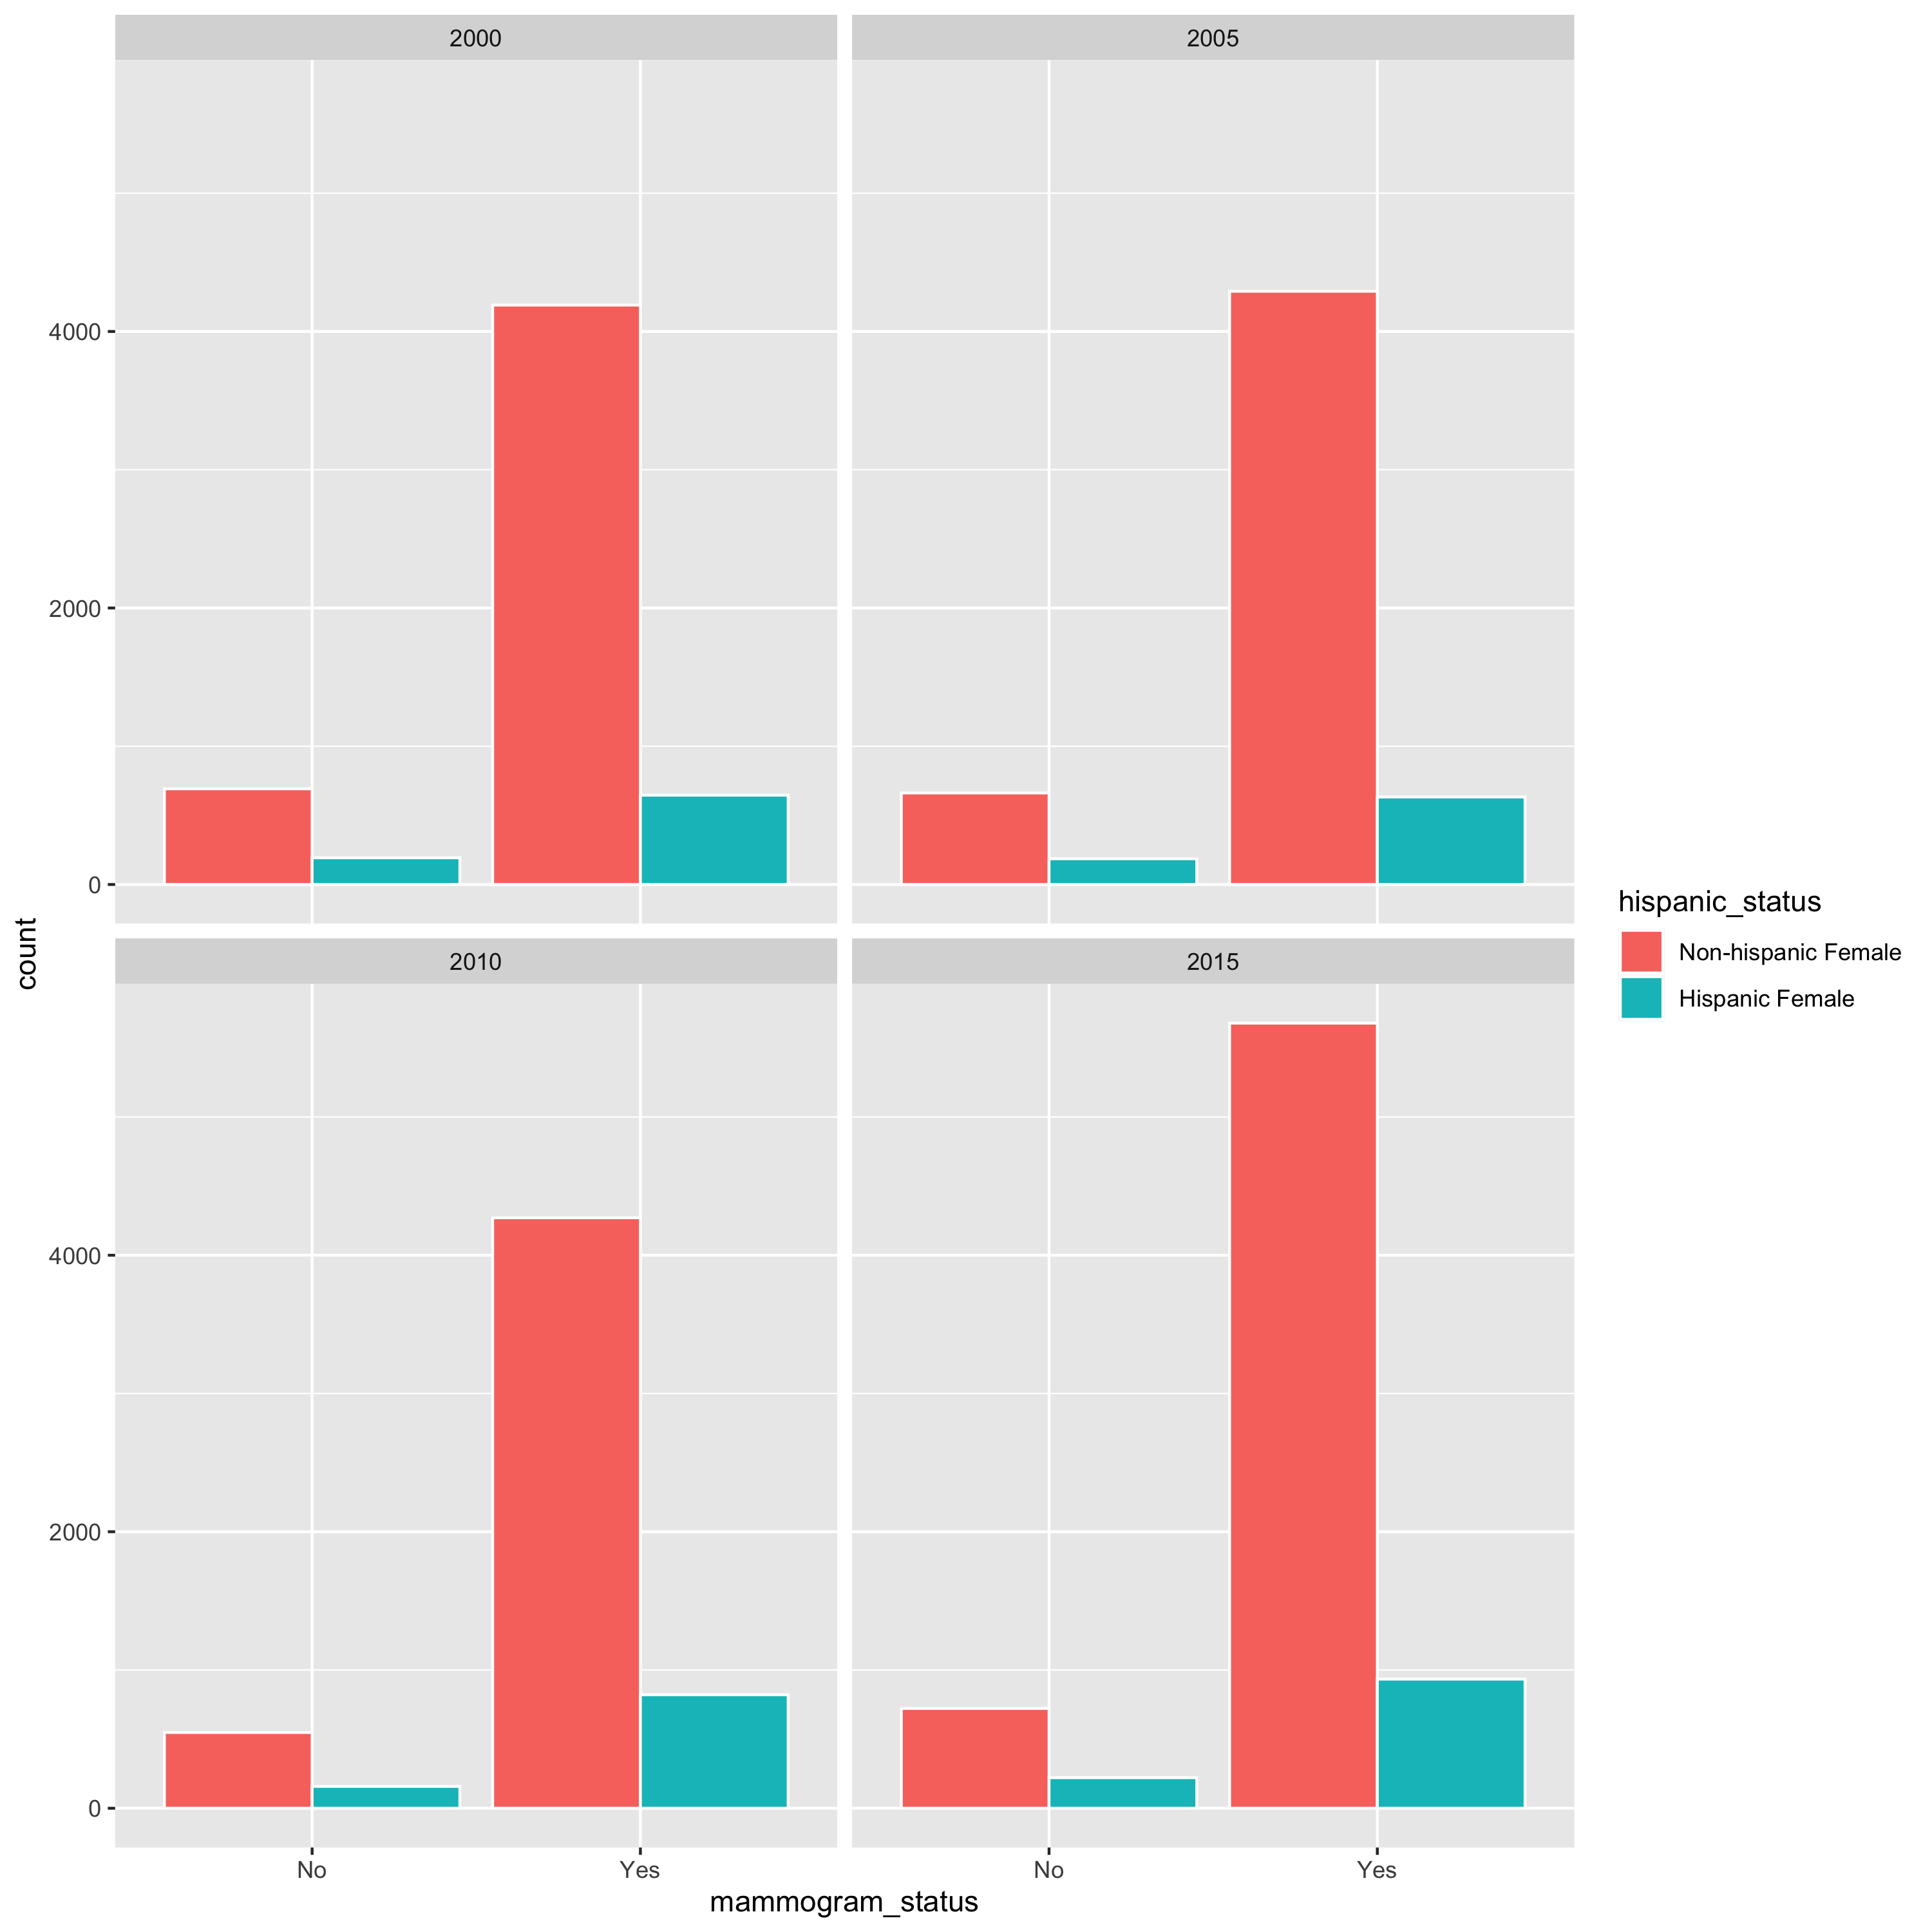 2000
2005
4000
2000
0
count
2010
2015
4000
2000
0
No
Yes
No
Yes
mammogram_status
hispanic_status
Non-hispanic Female
Hispanic Female